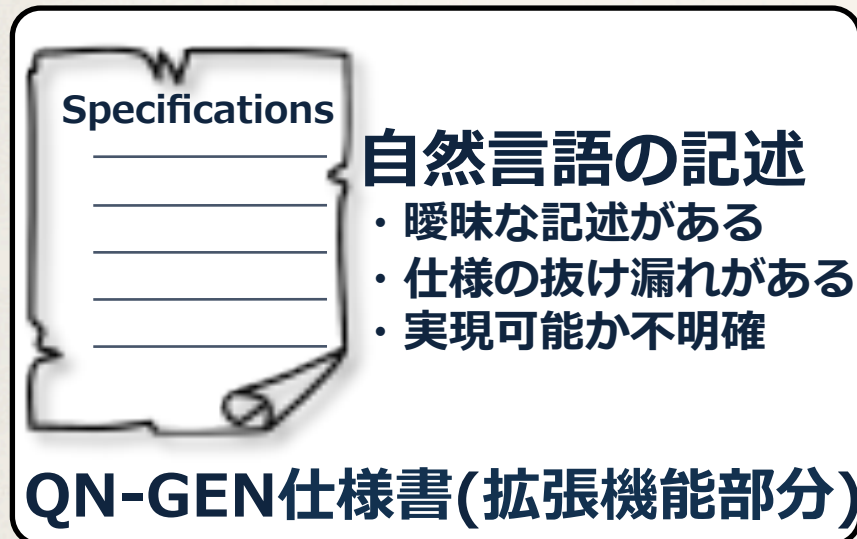 Specifications
自然言語の記述
・曖昧な記述がある
・仕様の抜け漏れがある
・実現可能か不明確
QN-GEN仕様書(拡張機能部分)